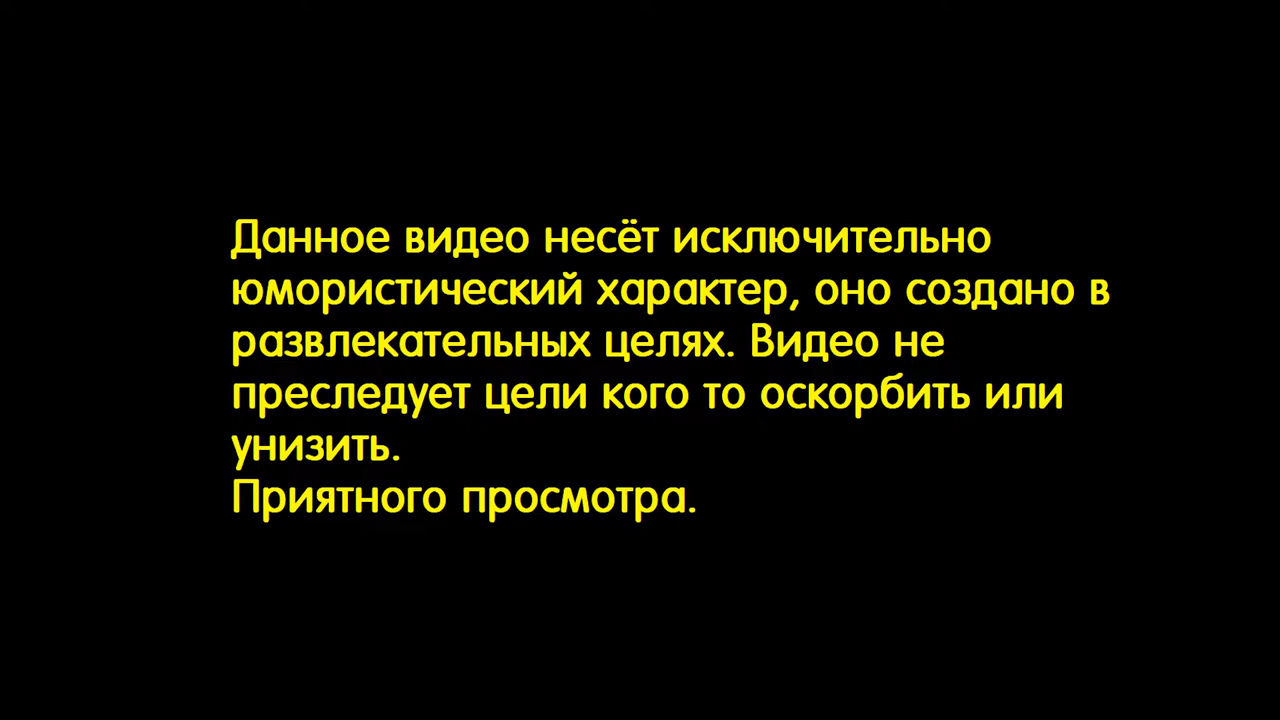 Данное видео несёт исключительно
юмористический характер, оно создано в
развлекательных целях. Видео не
преследует цели кого то оскорбить или
унизить.
Приятного просмотра.